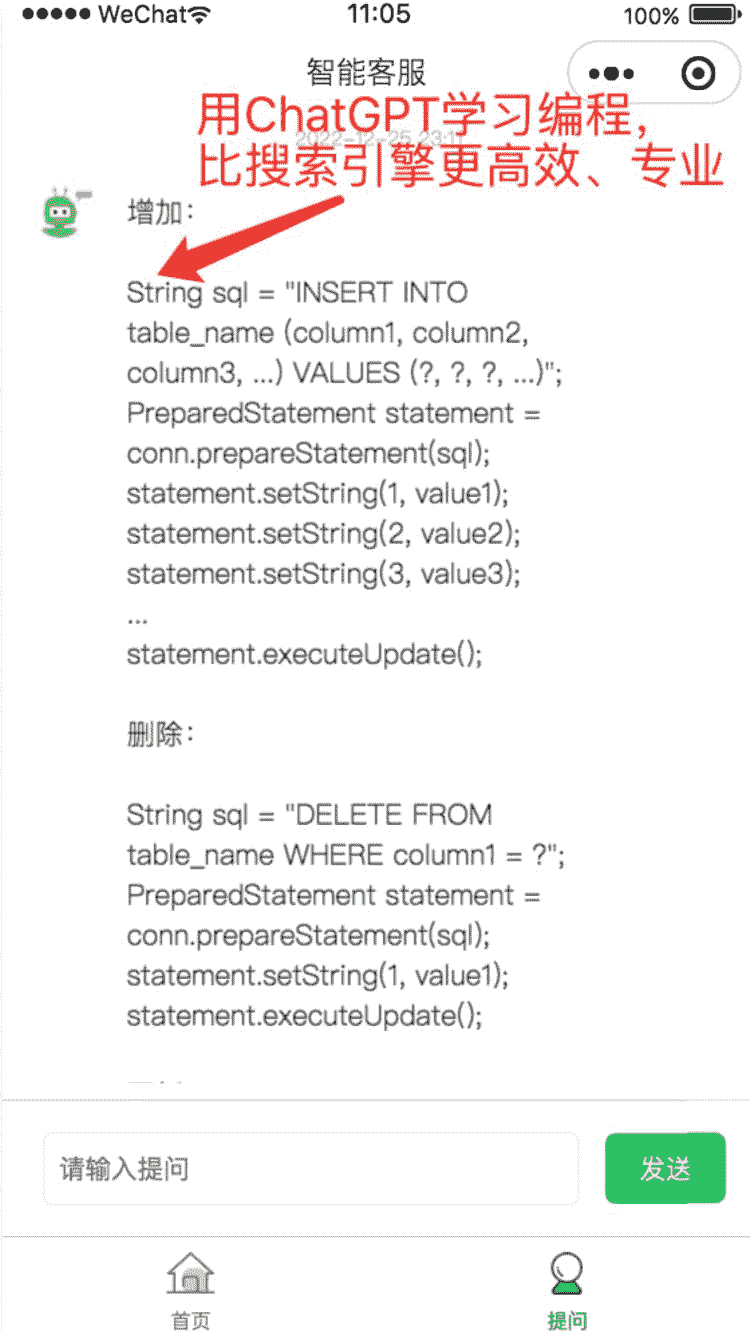 ●●●●● WeChat 11:05 100%
智能客服
用ChatGPT学习编程，
2022-12-25 23:11
比搜索引擎更高效、专业
增加：
String sql = "INSERT INTO
table_name (column1, column2,
column3, ...) VALUES (?, ?, ?, ...)";
PreparedStatement statement =
conn.prepareStatement(sql);
statement.setString(1, value1);
statement.setString(2, value2);
statement.setString(3, value3);
...
statement.executeUpdate();
删除：
String sql = "DELETE FROM
table_name WHERE column1 = ?";
PreparedStatement statement =
conn.prepareStatement(sql);
statement.setString(1, value1);
statement.executeUpdate();
请输入提问 发送
首页 提问